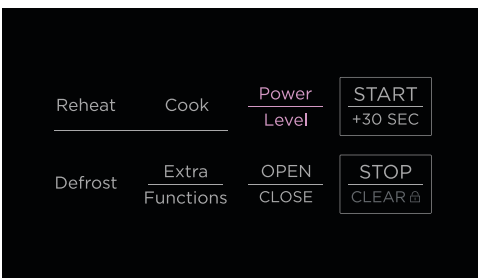 Reheat
Cook
Power
Level
START
+30 SEC
Defrost
Extra
Functions
OPEN
CLOSE
STOP
CLEAR